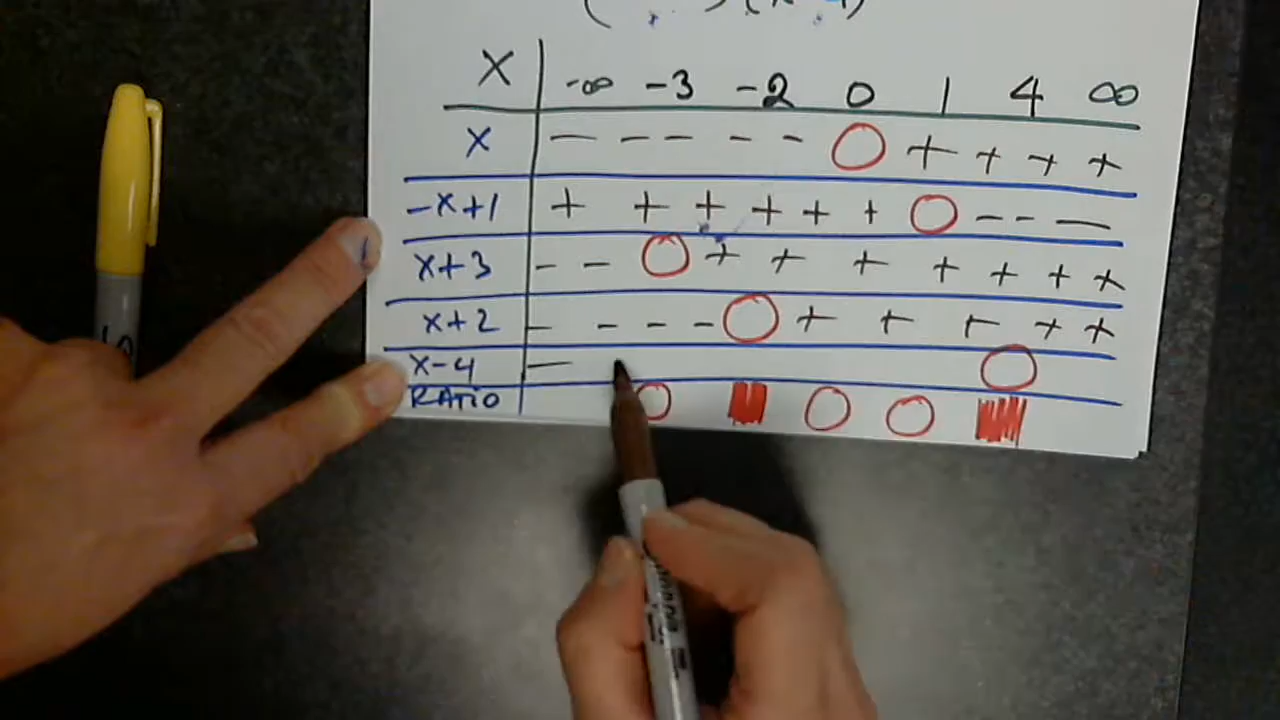 X -∞ -3 -2 0 1 4 ∞
X - - - - - + + + +
-X+1 + + + + + + - - -
X+3 - - + + + + + + +
X+2 - - - - + + + + +
X-4 -
RATIO